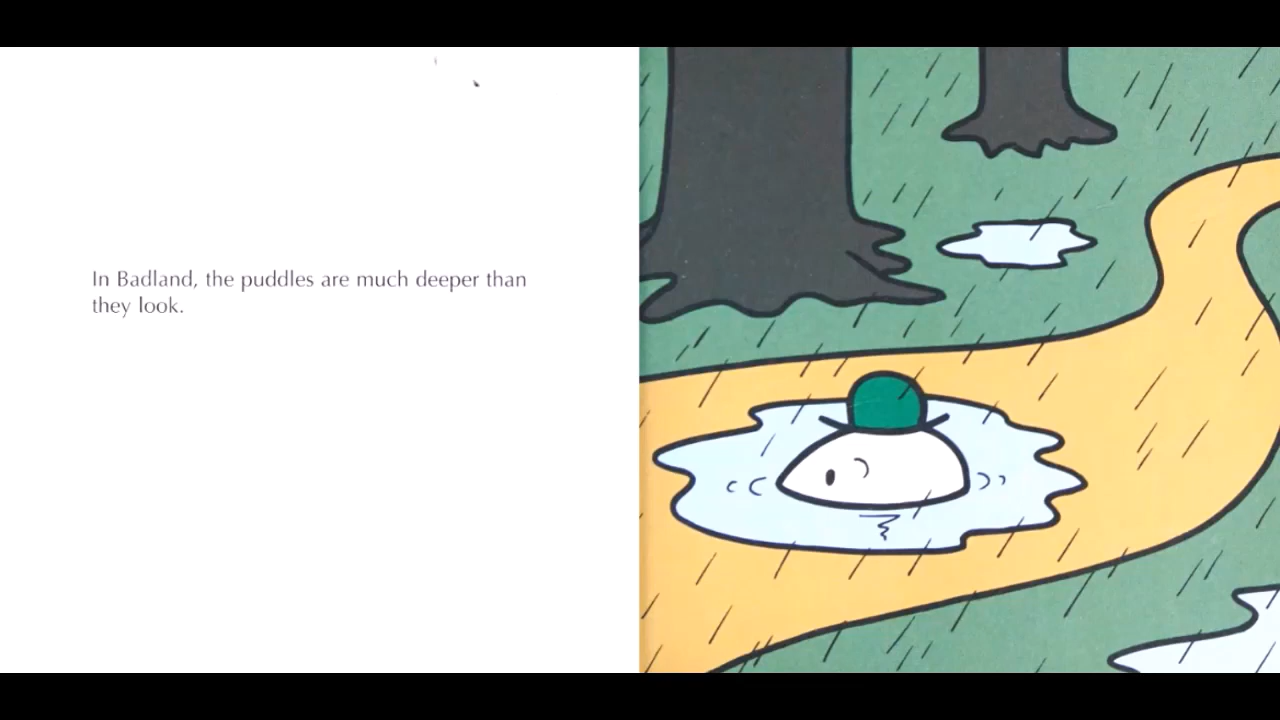 In Badland, the puddles are much deeper than
they look.